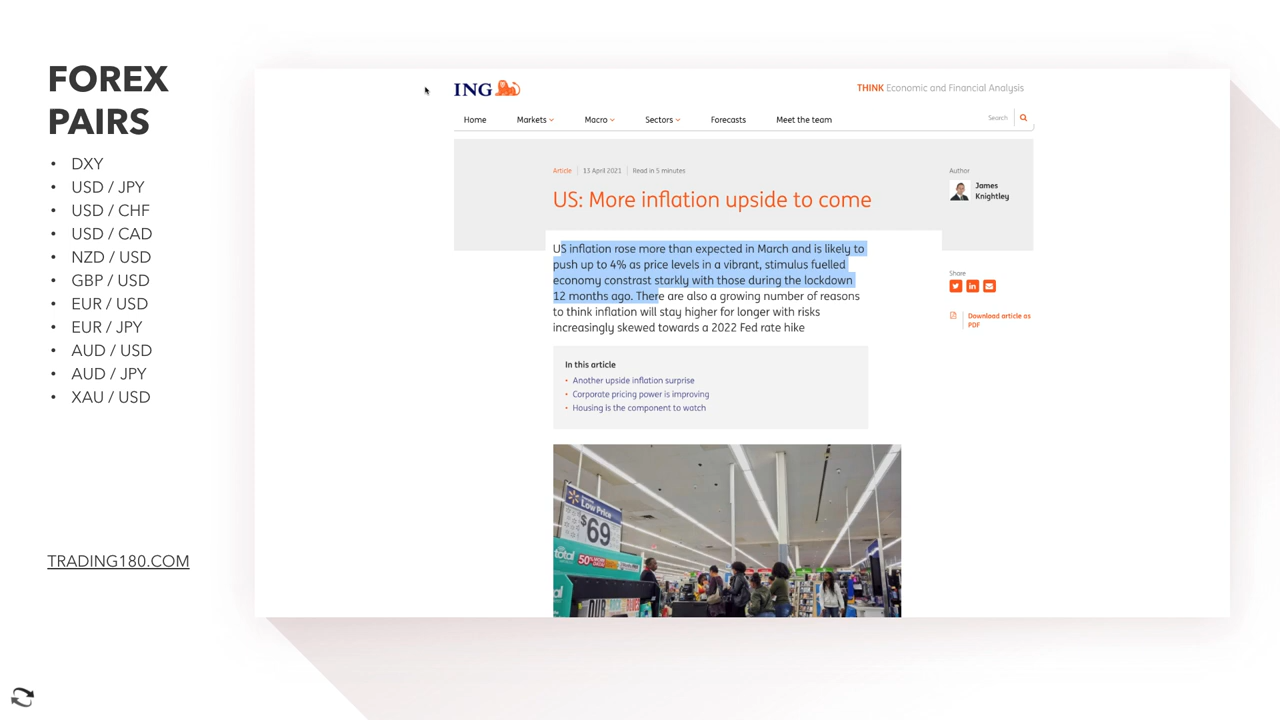 FOREX
PAIRS
• DXY
• USD / JPY
• USD / CHF
• USD / CAD
• NZD / USD
• GBP / USD
• EUR / USD
• EUR / JPY
• AUD / USD
• AUD / JPY
• XAU / USD
TRADING180.COM
ING
THINK Economic and Financial Analysis
Home Markets Macro Sectors Forecasts Meet the team Search
Article | 13 April 2021 | Read in 5 minutes
US: More inflation upside to come
Author
James
Knightley
US inflation rose more than expected in March and is likely to
push up to 4% as price levels in a vibrant, stimulus fuelled
economy constrast starkly with those during the lockdown
12 months ago. There are also a growing number of reasons
to think inflation will stay higher for longer with risks
increasingly skewed towards a 2022 Fed rate hike
Share
Download article as
PDF
In this article
• Another upside inflation surprise
• Corporate pricing power is improving
• Housing is the component to watch
Low Price
$69
total
50%